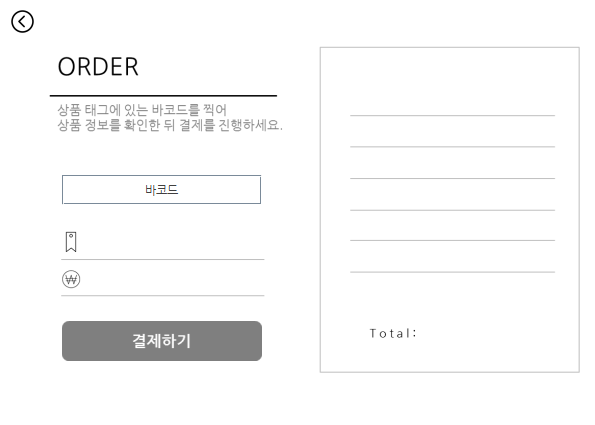 ORDER
상품 태그에 있는 바코드를 찍어
상품 정보를 확인한 뒤 결제를 진행하세요.
바코드
₩
결제하기
Total: